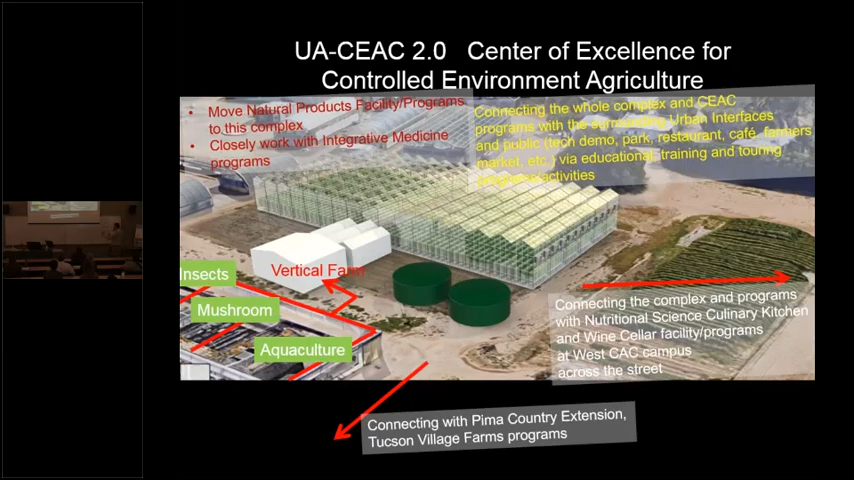 UA-CEAC 2.0 Center of Excellence for
Controlled Environment Agriculture
• Move Natural Products Facility/Programs
to this complex
• Closely work with Integrative Medicine
programs
Connecting the whole complex and CEAC
programs with the surrounding Urban Interfaces
and public (tech demo, park, restaurant, café, farmers
market, etc.) via educational, training and touring
programs/activities
Insects
Vertical Farm
Mushroom
Aquaculture
Connecting the complex and programs
with Nutritional Science Culinary Kitchen
and Wine Cellar facility/programs
at West CAC campus
across the street
Connecting with Pima Country Extension,
Tucson Village Farms programs